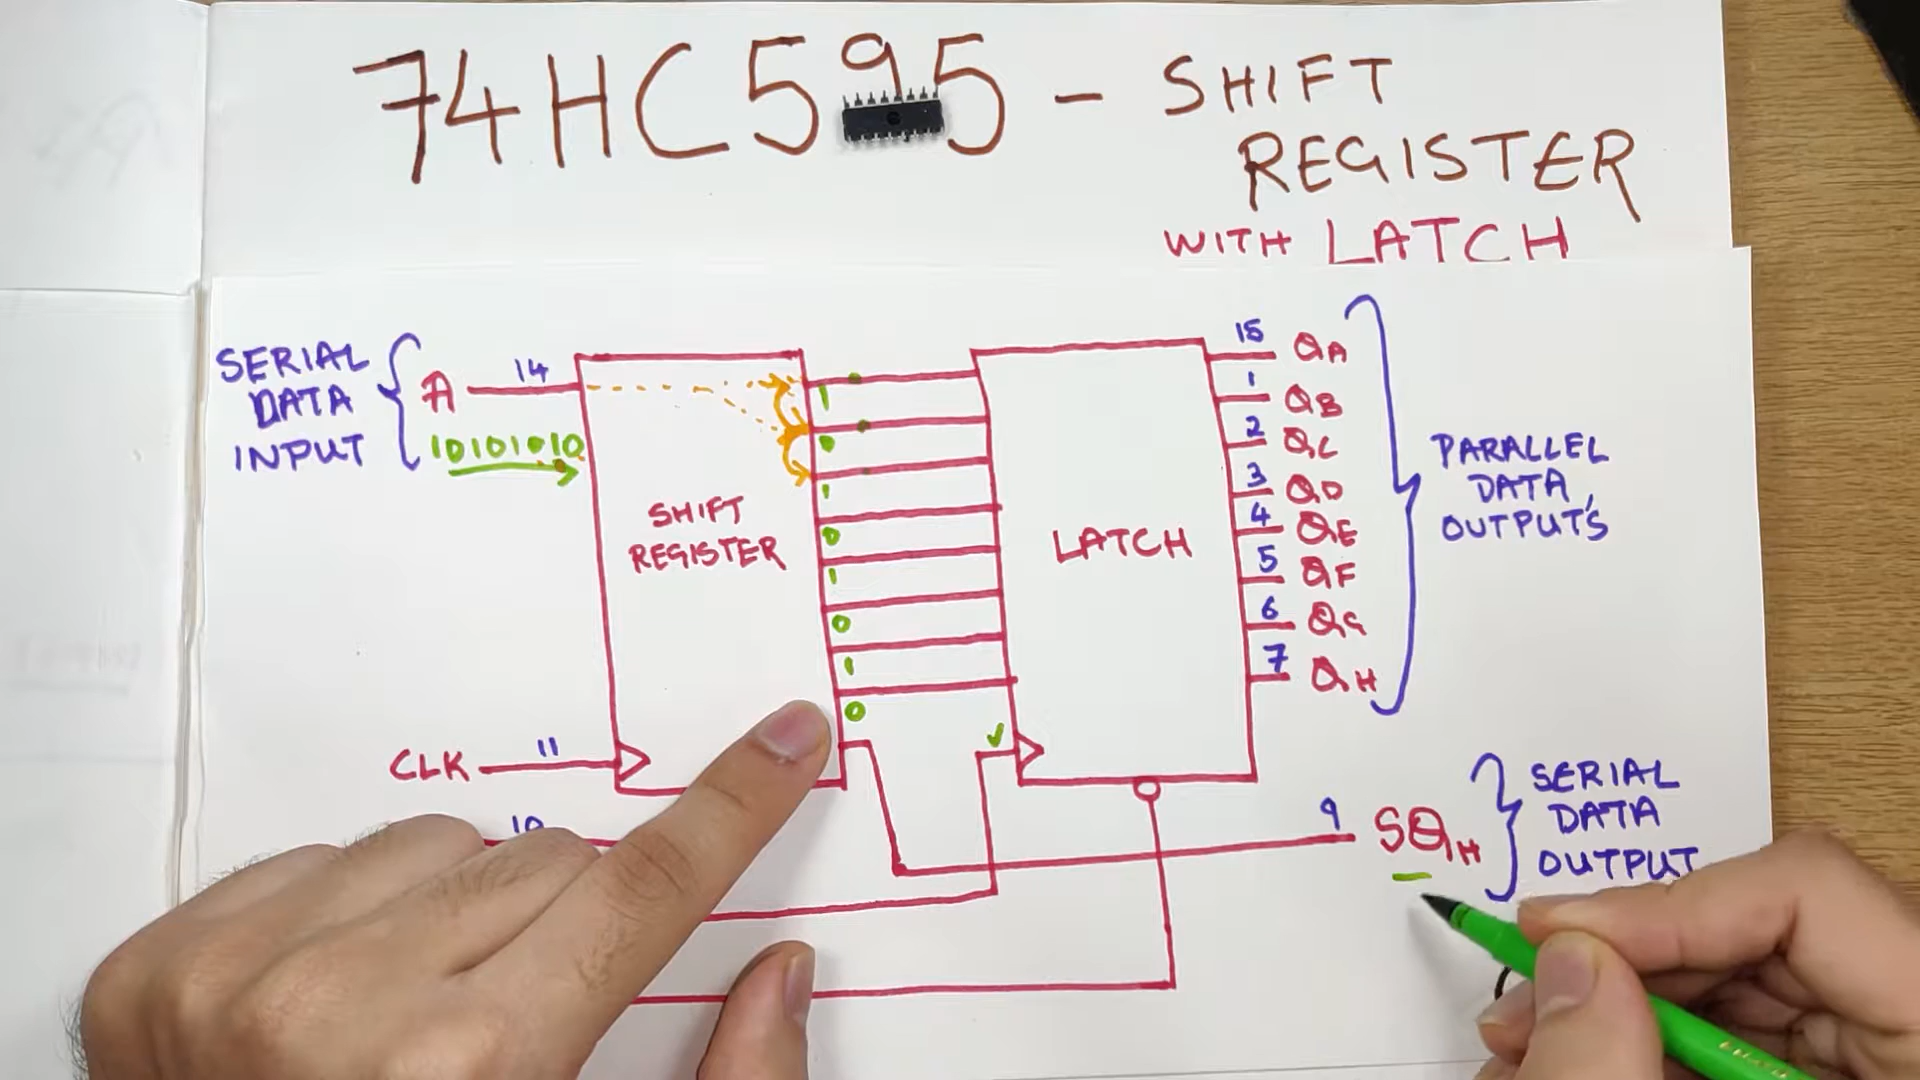 74HC595 - SHIFT
REGISTER
WITH LATCH
SERIAL
DATA
INPUT
A
14
10101010
SHIFT
REGISTER
CLK
11
10
1
0
1
0
1
0
1
0
LATCH
15 QA
1 QB
2 QC
3 QD
4 QE
5 QF
6 QG
7 QH
PARALLEL
DATA
OUTPUT'S
9 SQH
SERIAL
DATA
OUTPUT